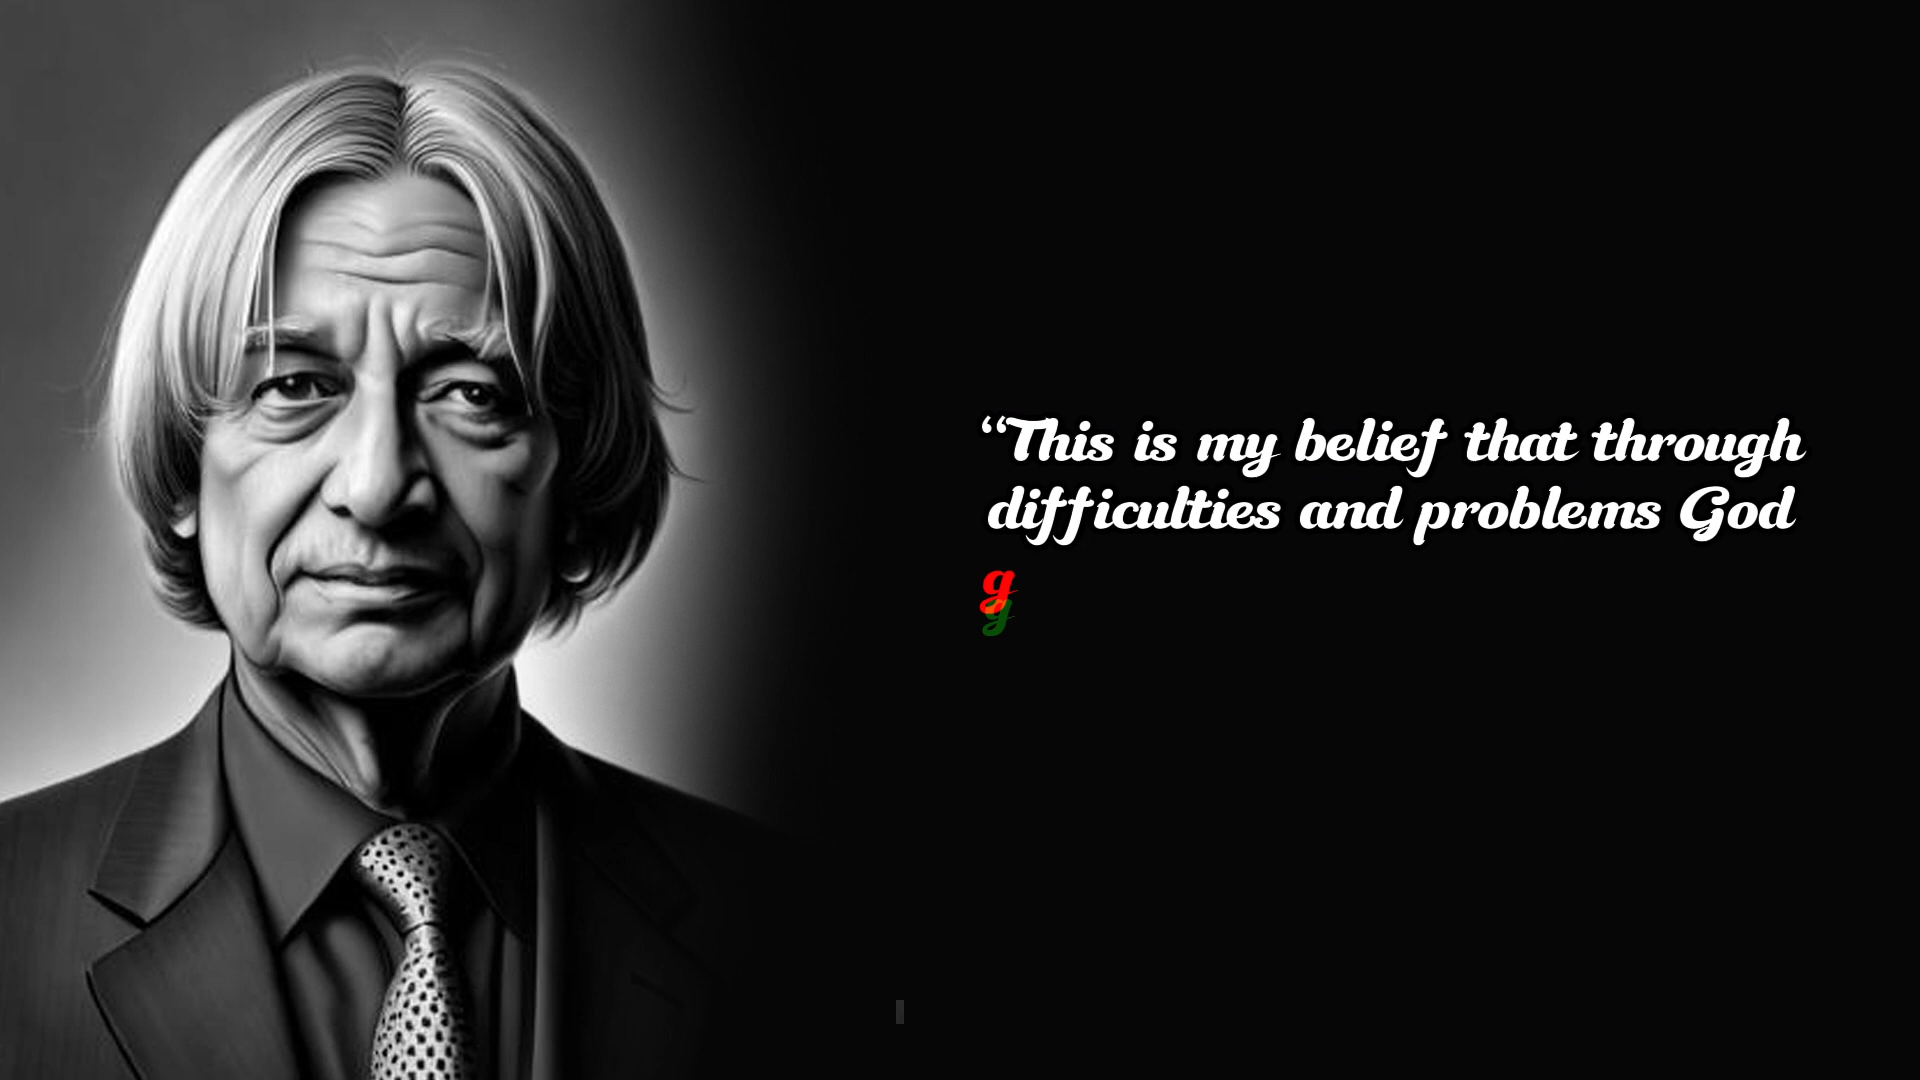 “This is my belief that through
difficulties and problems God
g
g